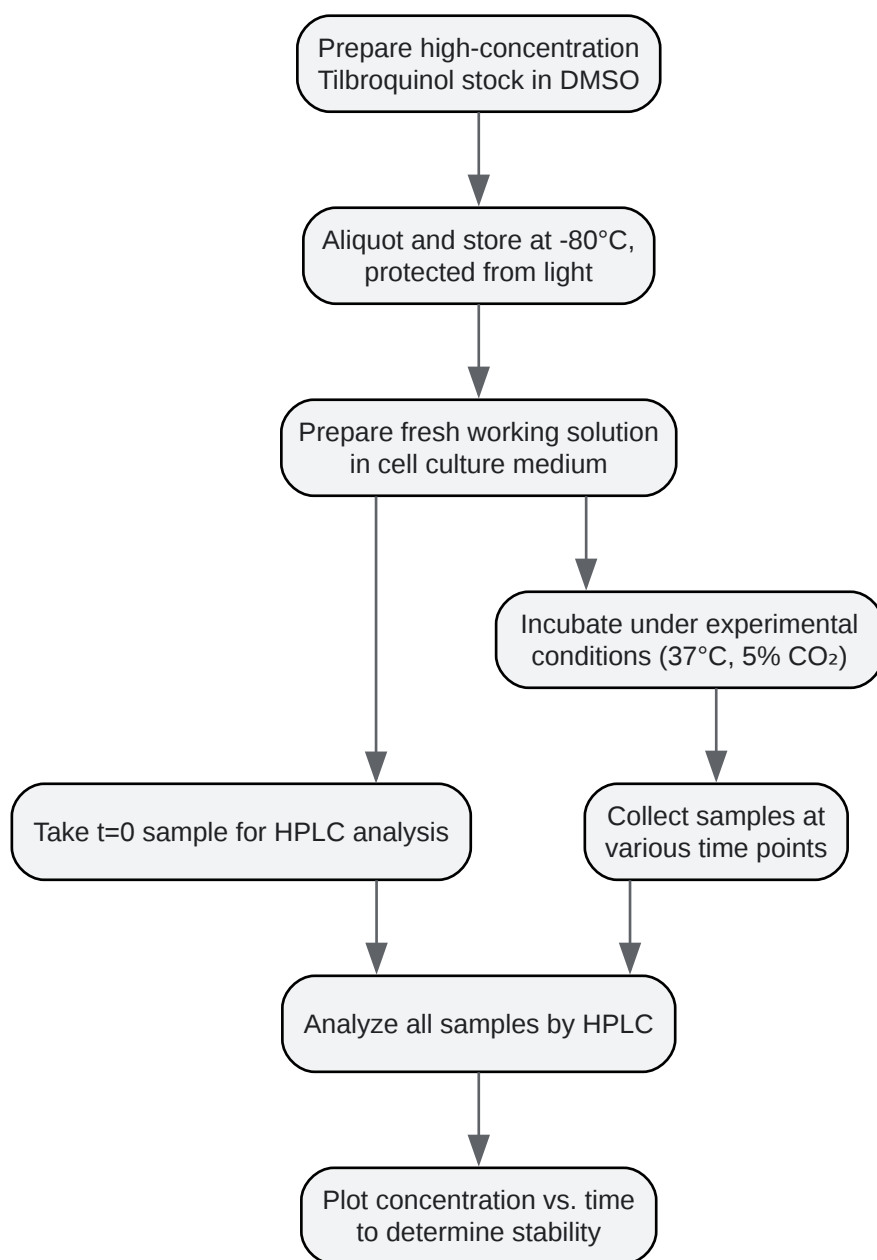 Prepare high-concentration
Tilbroquinol stock in DMSO
Aliquot and store at -80°C,
protected from light
Prepare fresh working solution
in cell culture medium
Incubate under experimental
conditions (37°C, 5% CO₂)
Take t=0 sample for HPLC analysis
Collect samples at
various time points
Analyze all samples by HPLC
Plot concentration vs. time
to determine stability